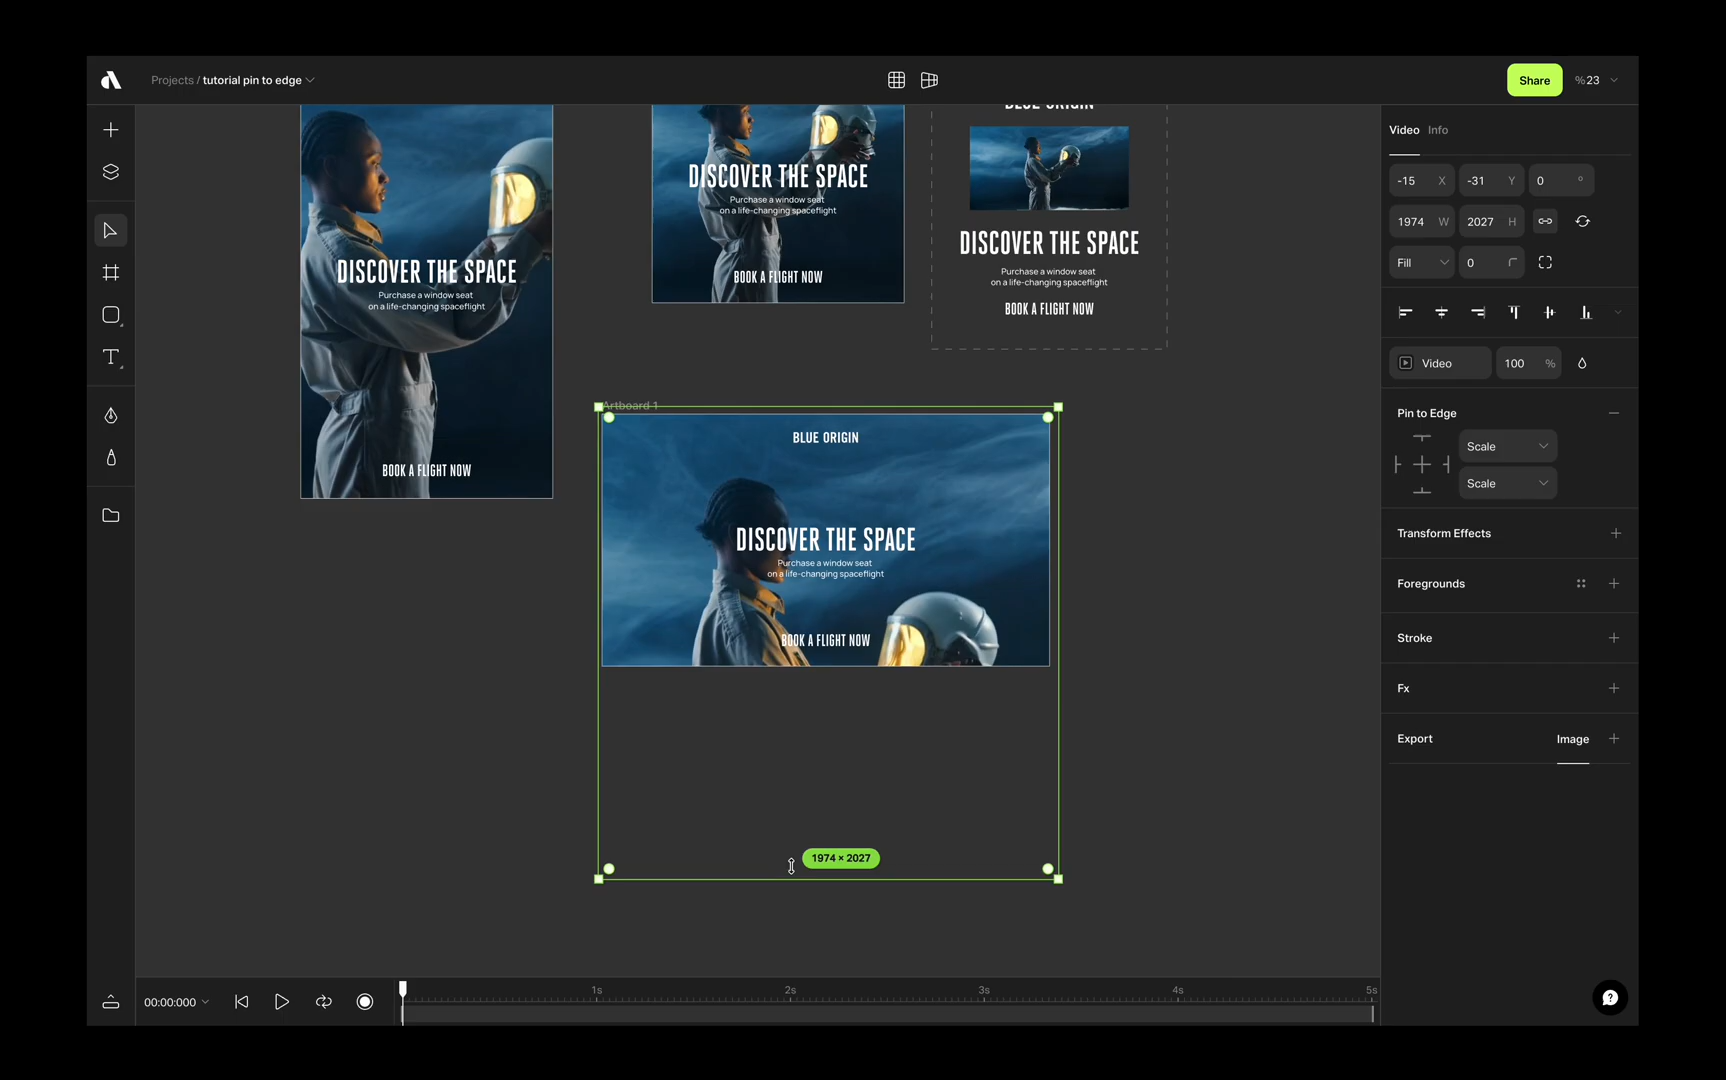 Projects / tutorial pin to edge
Share
%23
DISCOVER THE SPACE
Purchase a window seat
on a life-changing spaceflight
BOOK A FLIGHT NOW
DISCOVER THE SPACE
Purchase a window seat
on a life-changing spaceflight
BOOK A FLIGHT NOW
BLUE ORIGIN
DISCOVER THE SPACE
Purchase a window seat
on a life-changing spaceflight
BOOK A FLIGHT NOW
Artboard 1
BLUE ORIGIN
DISCOVER THE SPACE
Purchase a window seat
on a life-changing spaceflight
BOOK A FLIGHT NOW
1974 × 2027
Video Info
-15 X -31 Y 0 °
1974 W 2027 H
Fill 0
Video 100 %
Pin to Edge
Scale
Scale
Transform Effects
Foregrounds
Stroke
Fx
Export Image
00:00:000
1s 2s 3s 4s 5s